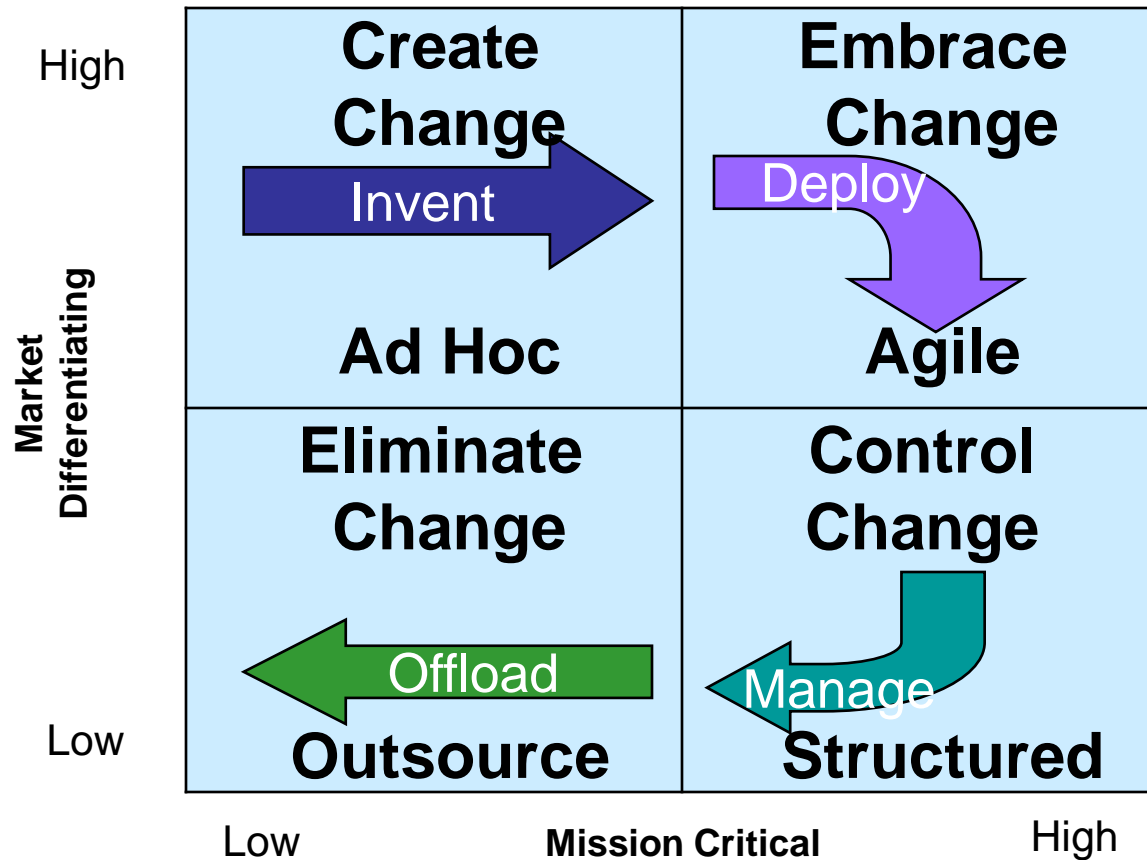 High
Create
Change
Invent
Ad Hoc
Embrace
Change
Deploy
Agile
Market
Differentiating
Eliminate
Change
Offload
Outsource
Control
Change
Manage
Structured
Low
Low
Mission Critical
High